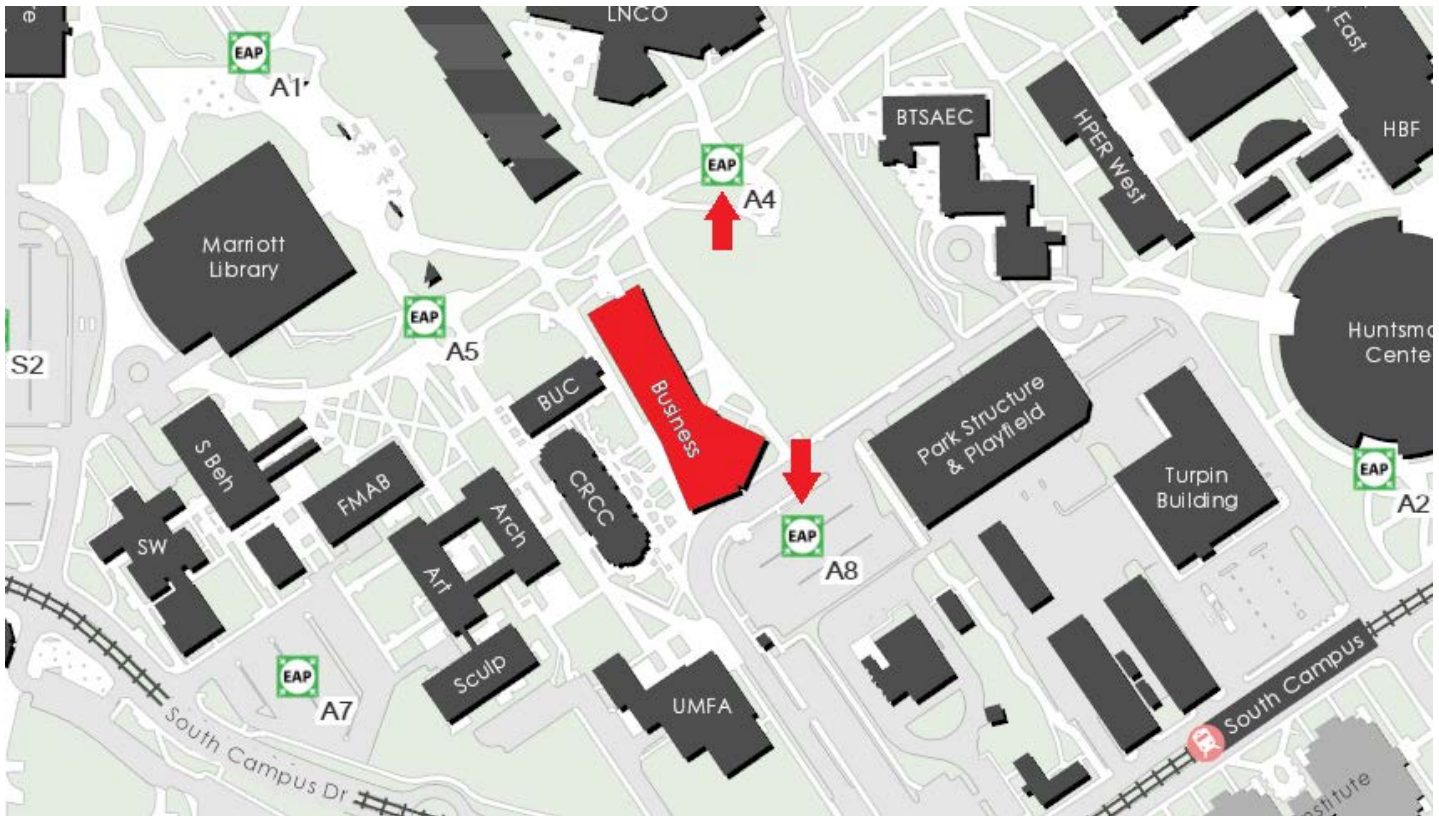 LNCO
EAP
A1
BTSAEC
HPER West
East
HBF
EAP
A4
Marriott
Library
EAP
A5
S2
Huntsm
Cente
BUC
Business
Park Structure
& Playfield
S Beh
FMAB
CRCC
Arch
Art
SW
EAP
A8
Turpin
Building
EAP
A2
Sculp
UMFA
EAP
A7
South Campus Dr
South Campus
stitute